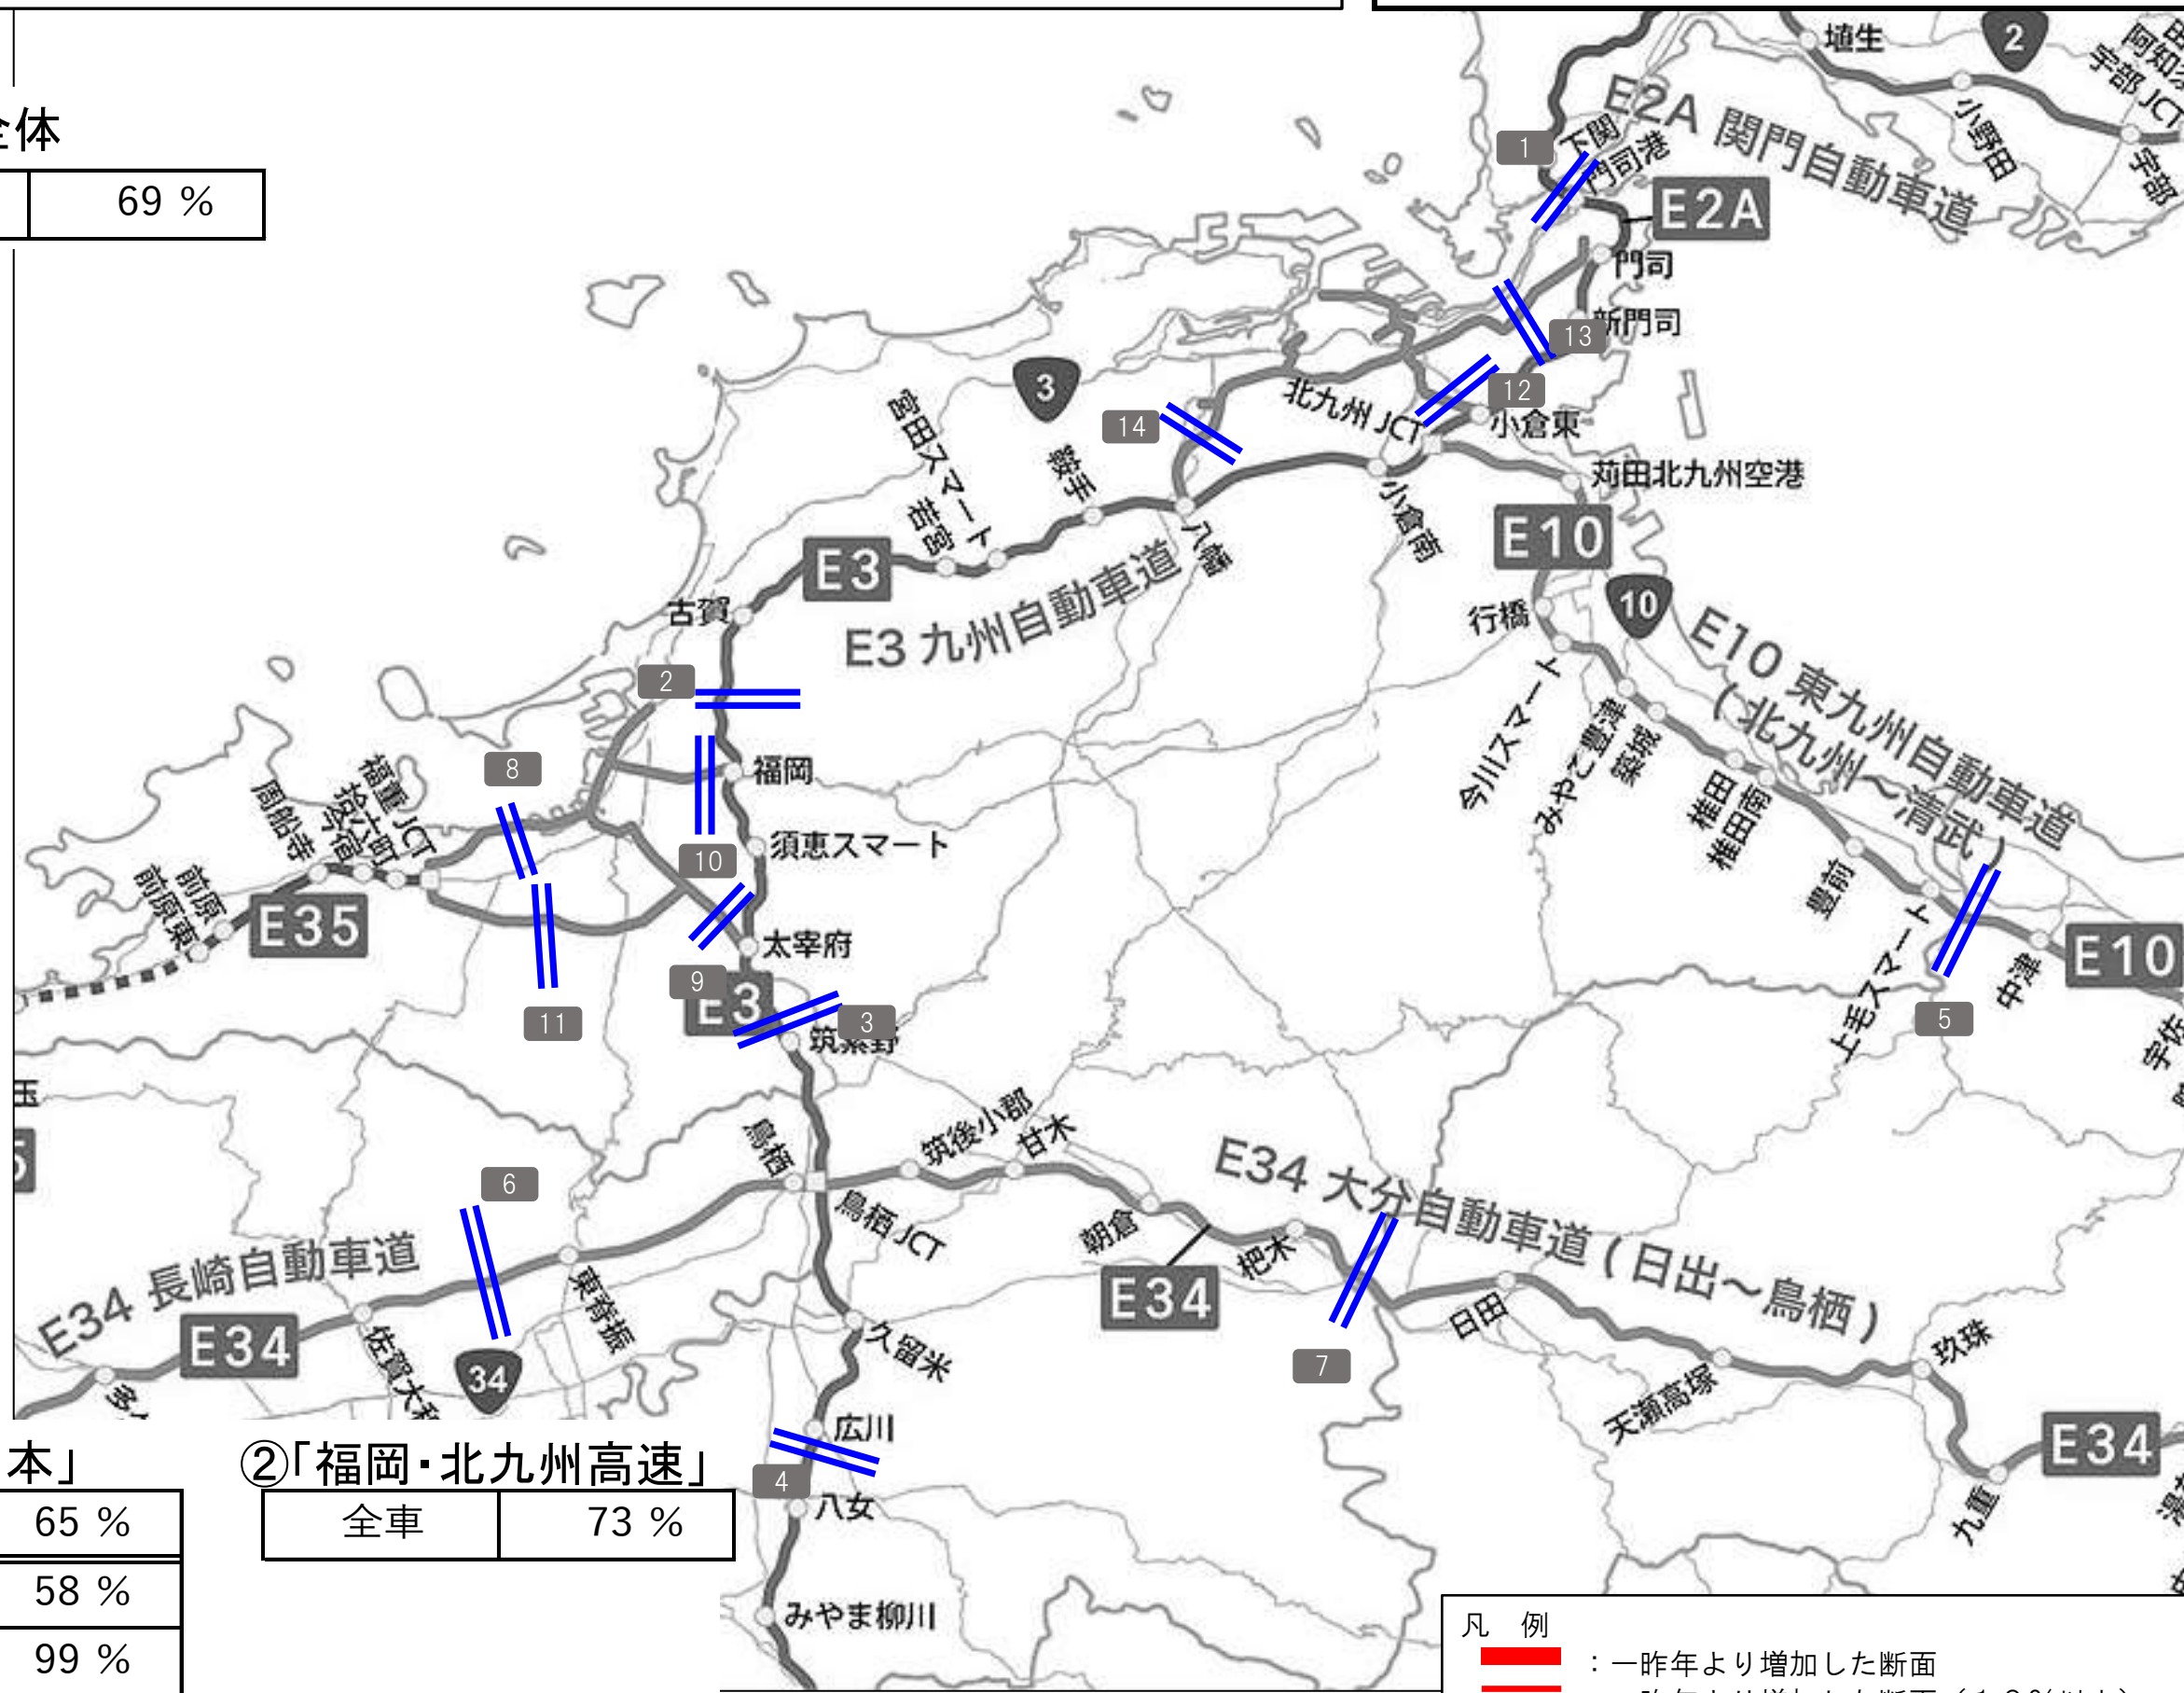 全体
69 %
埴生
2
宇部 JCT
小野田
宇部
E2A 関門自動車道
1
下関
門司港
E2A
門司
新門司
13
3
12
北九州 JCT
小倉東
14
宮田スマート
若宮
鞍手
八幡
小倉南
苅田北九州空港
E10
E3
古賀
E3 九州自動車道
行橋
10
E10 東九州自動車道
(北九州～清武)
今川スマート
みやこ豊津
築城
椎田
椎田南
豊前
上毛スマート
中津
E10
5
2
福岡
8
須恵スマート
福重 JCT
拾六町
今宿
周船寺
前原
前原東
E35
10
太宰府
9
E3
11
3
筑紫野
宇佐
玉
5
鳥栖
筑後小郡
甘木
鳥栖 JCT
朝倉
杷木
E34 大分自動車道 (日出～鳥栖)
6
E34 長崎自動車道
E34
東脊振
佐賀大和
34
E34
久留米
日田
7
天瀬高塚
玖珠
E34
九重
広川
4
八女
みやま柳川
本」
65 %
58 %
99 %
②「福岡・北九州高速」
全車 73 %
凡 例
：一昨年より増加した断面